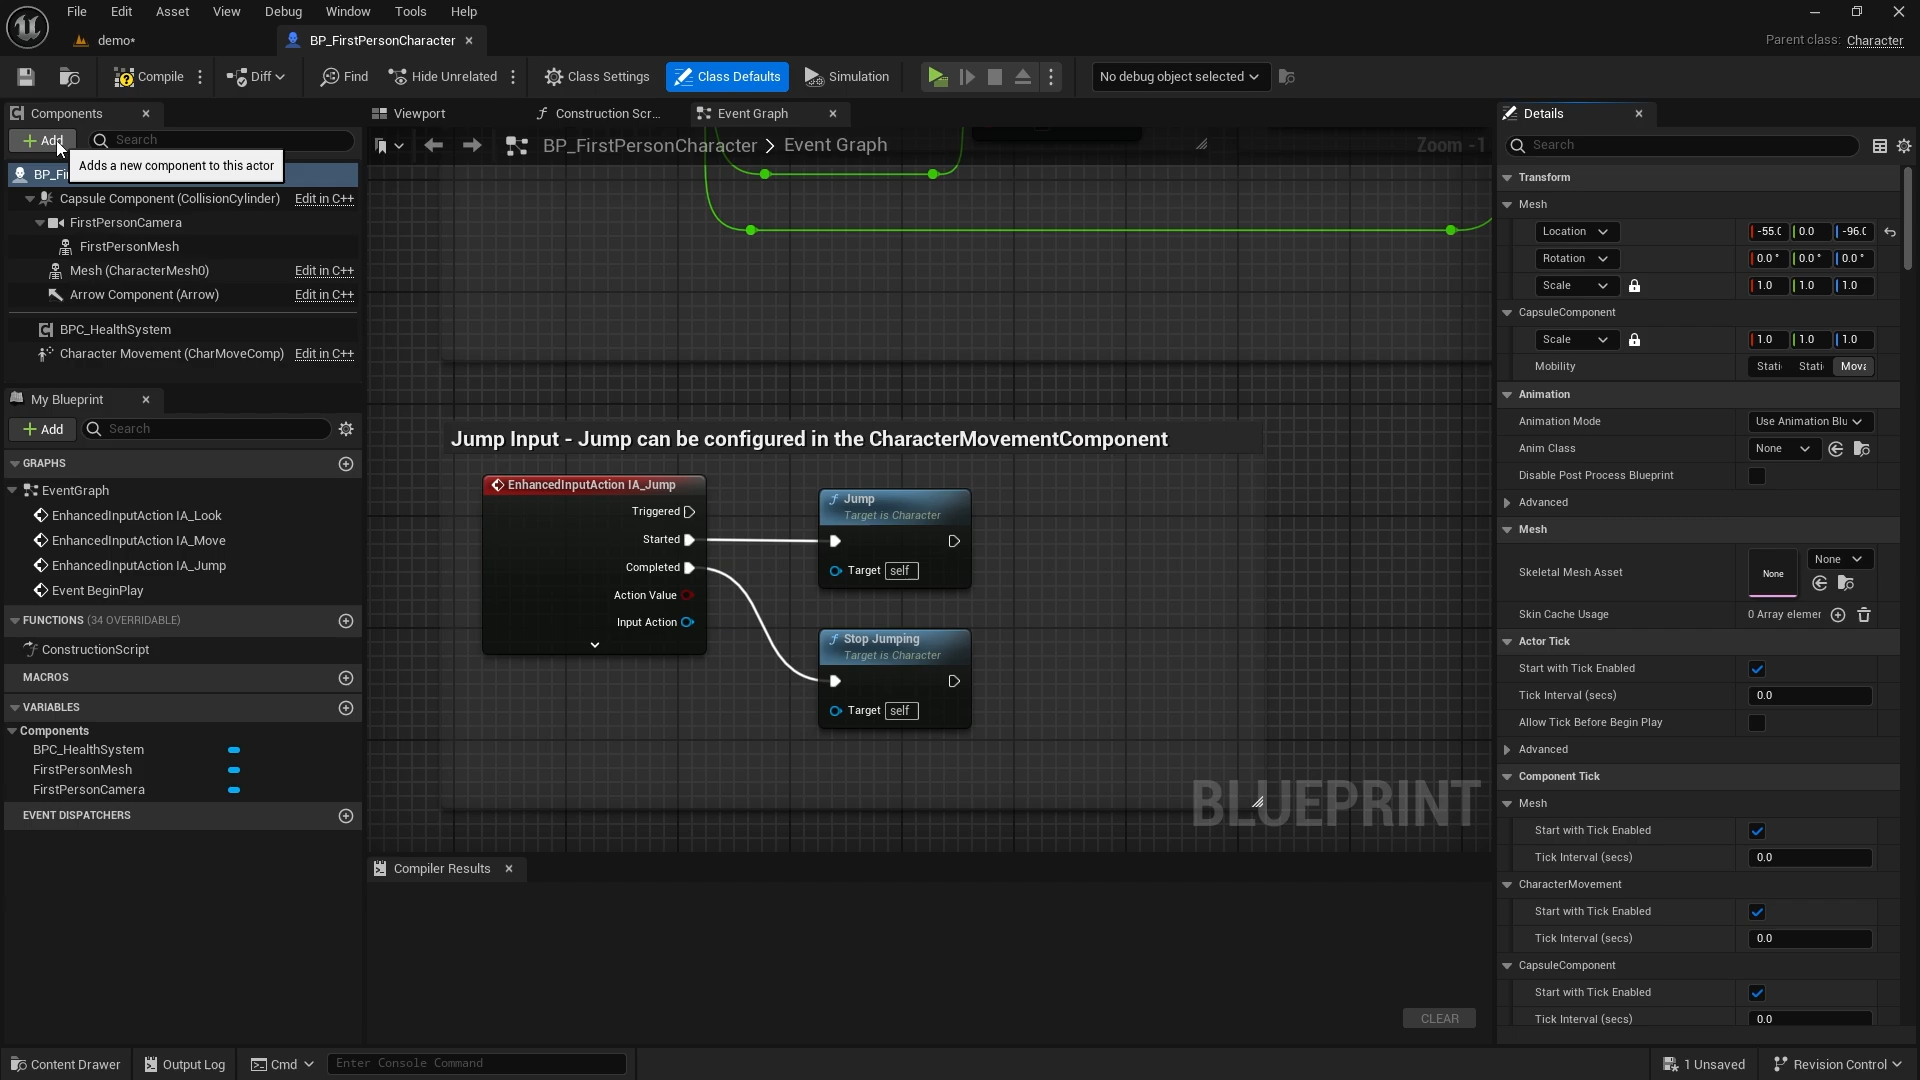 File Edit Asset View Debug Window Tools Help
demo*
BP_FirstPersonCharacter
Parent class: Character
Compile
Diff
Find
Hide Unrelated
Class Settings
Class Defaults
Simulation
No debug object selected
Components
Add
Search
Adds a new component to this actor
BP_Fi
Capsule Component (CollisionCylinder) Edit in C++
FirstPersonCamera
FirstPersonMesh
Mesh (CharacterMesh0) Edit in C++
Arrow Component (Arrow) Edit in C++
BPC_HealthSystem
Character Movement (CharMoveComp) Edit in C++
My Blueprint
Add
Search
GRAPHS
EventGraph
EnhancedInputAction IA_Look
EnhancedInputAction IA_Move
EnhancedInputAction IA_Jump
Event BeginPlay
FUNCTIONS (34 OVERRIDABLE)
ConstructionScript
MACROS
VARIABLES
Components
BPC_HealthSystem
FirstPersonMesh
FirstPersonCamera
EVENT DISPATCHERS
Viewport
Construction Scr...
Event Graph
BP_FirstPersonCharacter > Event Graph
Zoom -1
Jump Input - Jump can be configured in the CharacterMovementComponent
EnhancedInputAction IA_Jump
Triggered
Started
Completed
Action Value
Input Action
Jump
Target is Character
Target self
Stop Jumping
Target is Character
Target self
BLUEPRINT
Compiler Results
CLEAR
Details
Search
Transform
Mesh
Location -55.0 0.0 -96.0
Rotation 0.0 ° 0.0 ° 0.0 °
Scale 1.0 1.0 1.0
CapsuleComponent
Scale 1.0 1.0 1.0
Mobility Stati Stati Mova
Animation
Animation Mode Use Animation Blu
Anim Class None
Disable Post Process Blueprint
Advanced
Mesh
Skeletal Mesh Asset None None
Skin Cache Usage 0 Array elemer
Actor Tick
Start with Tick Enabled
Tick Interval (secs) 0.0
Allow Tick Before Begin Play
Advanced
Component Tick
Mesh
Start with Tick Enabled
Tick Interval (secs) 0.0
CharacterMovement
Start with Tick Enabled
Tick Interval (secs) 0.0
CapsuleComponent
Start with Tick Enabled
Tick Interval (secs) 0.0
Content Drawer
Output Log
Cmd
Enter Console Command
1 Unsaved
Revision Control